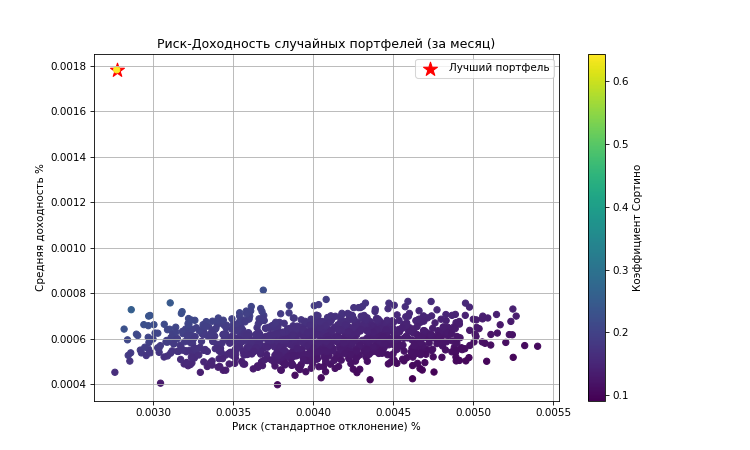 Риск-Доходность случайных портфелей (за месяц)
Лучший портфель
0.0018
0.0016
0.0014
0.0012
0.0010
0.0008
0.0006
0.0004
Средняя доходность %
0.0030 0.0035 0.0040 0.0045 0.0050 0.0055
Риск (стандартное отклонение) %
0.6
0.5
0.4
0.3
0.2
0.1
Коэффициент Сортино